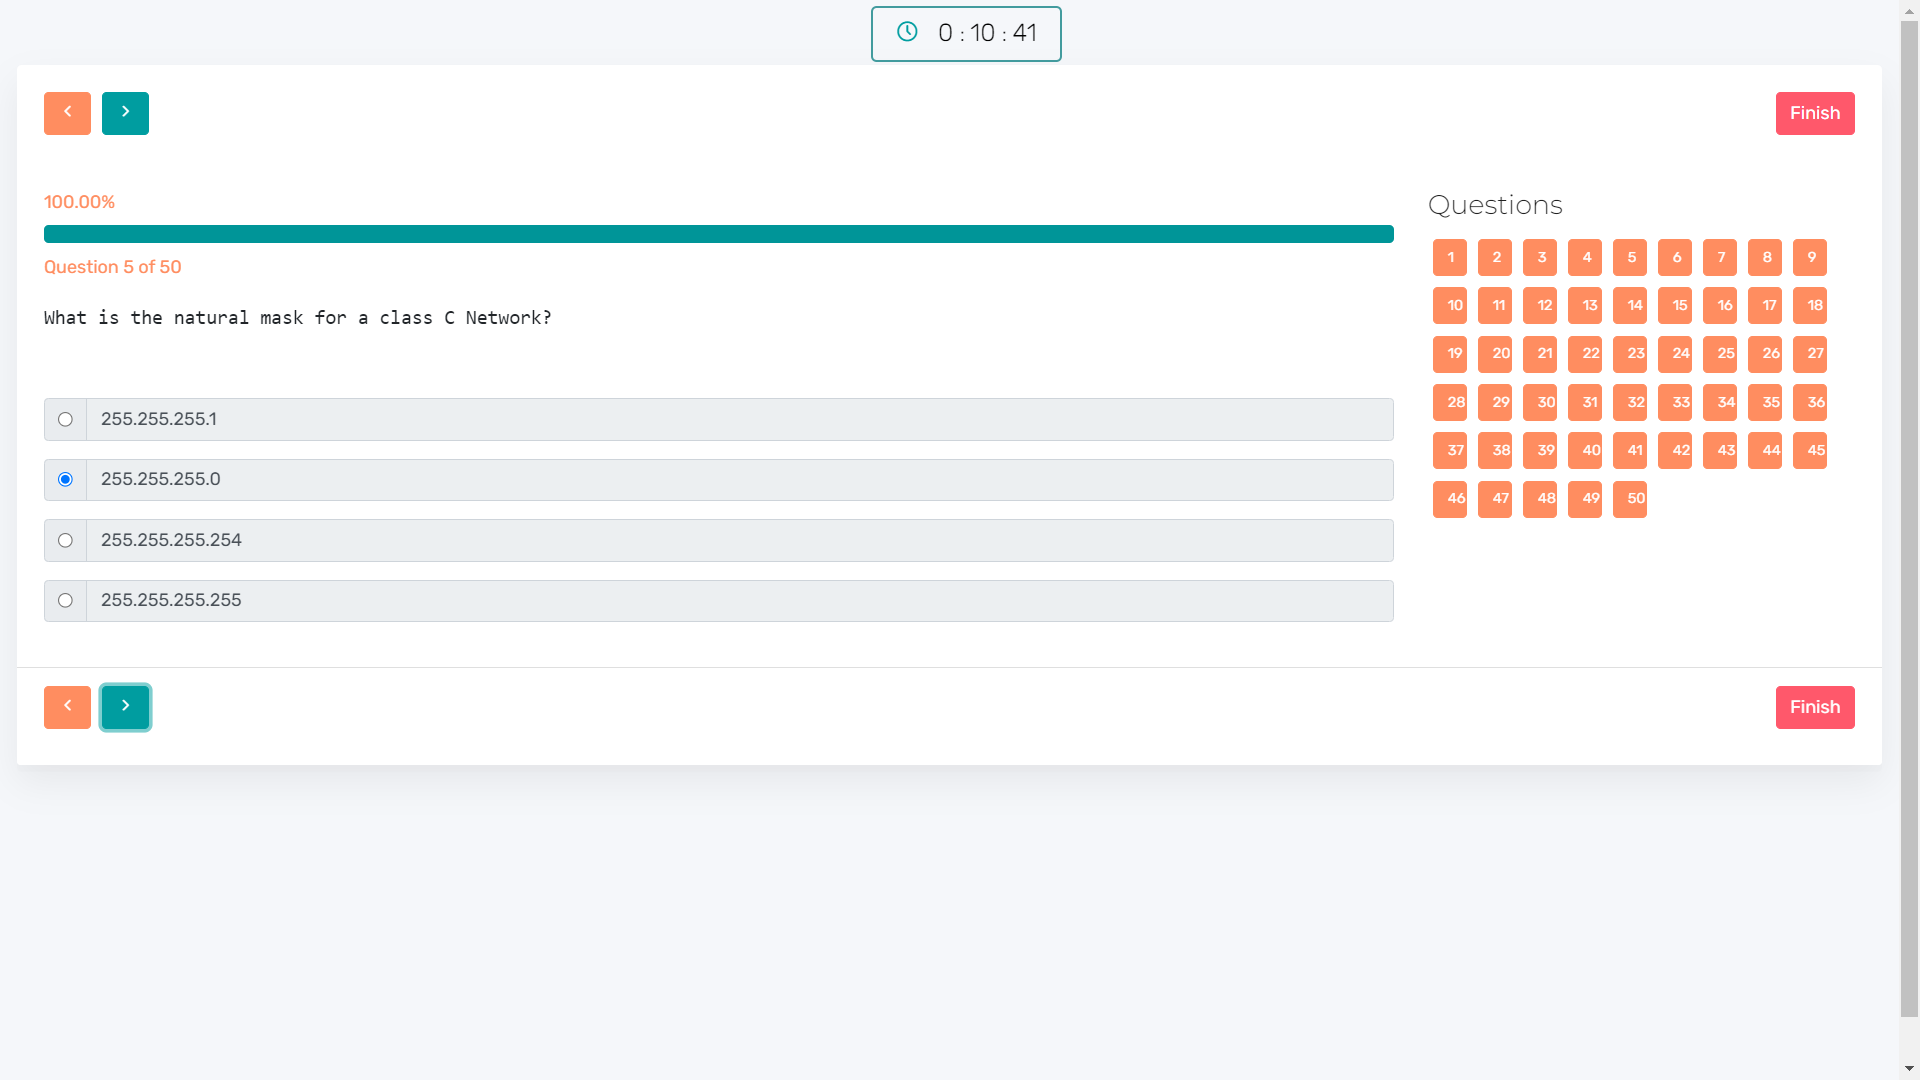 0 : 10 : 41
Finish
100.00%
Question 5 of 50
What is the natural mask for a class C Network?
255.255.255.1
255.255.255.0
255.255.255.254
255.255.255.255
Questions
1 2 3 4 5 6 7 8 9
10 11 12 13 14 15 16 17 18
19 20 21 22 23 24 25 26 27
28 29 30 31 32 33 34 35 36
37 38 39 40 41 42 43 44 45
46 47 48 49 50
Finish